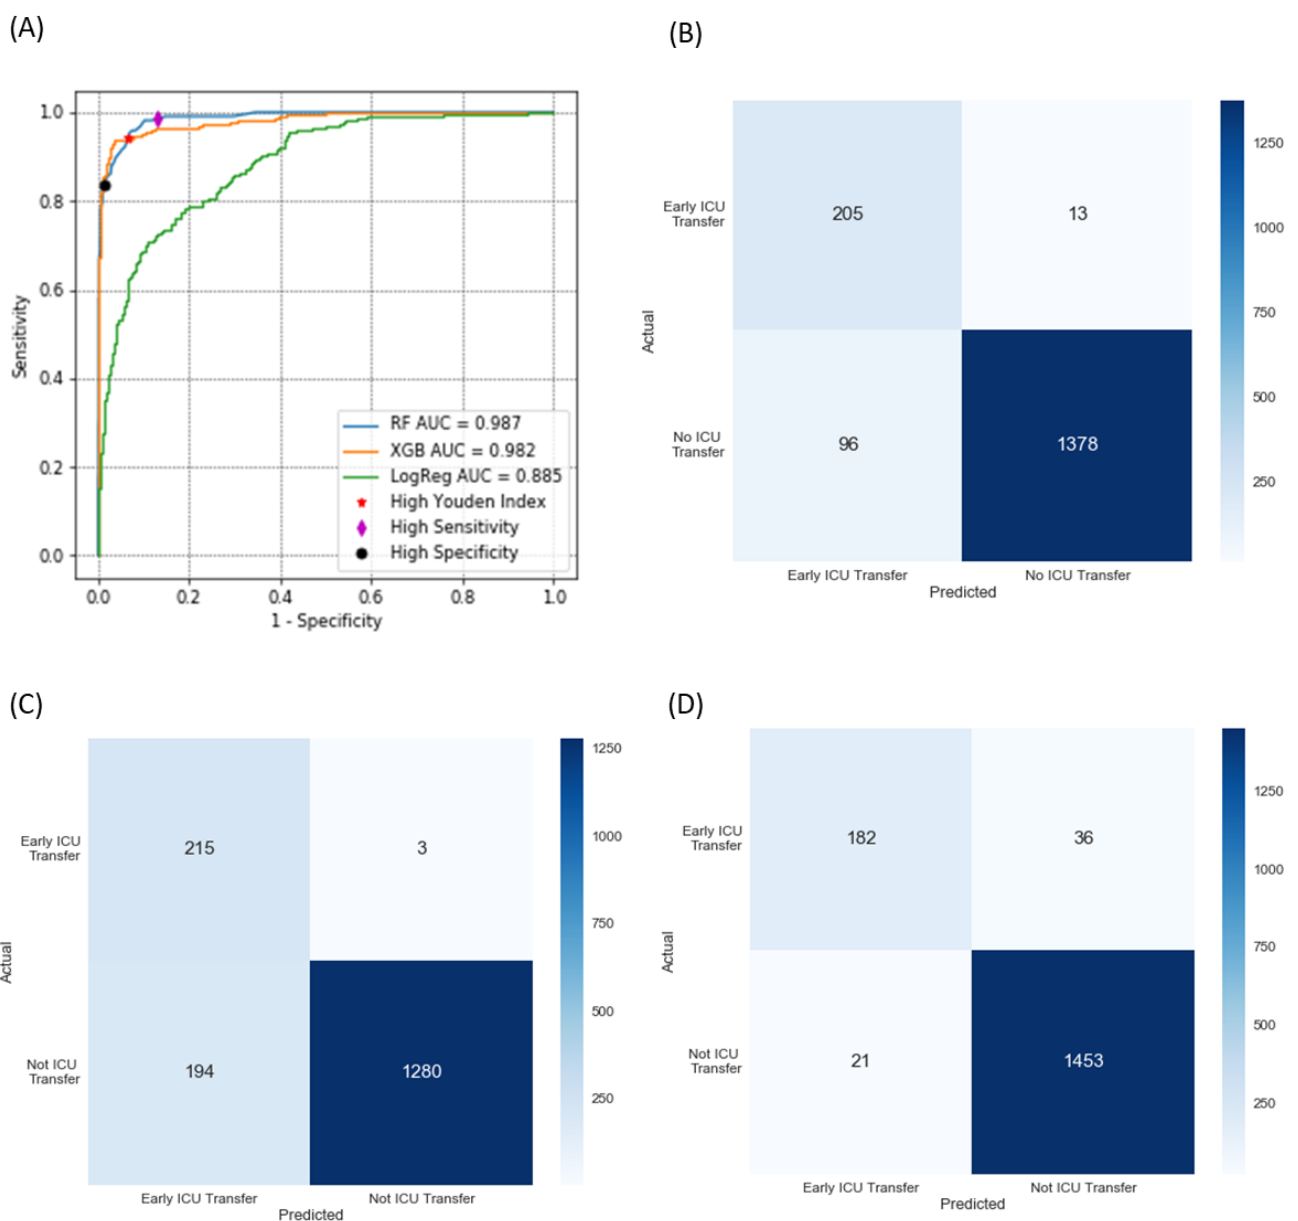 (A)
1.0
0.8
0.6
0.4
0.2
0.0
Sensitivity
RF AUC = 0.987
XGB AUC = 0.982
LogReg AUC = 0.885
High Youden Index
High Sensitivity
High Specificity
0.0 0.2 0.4 0.6 0.8 1.0
1 - Specificity
(B)
Early ICU
Transfer
205 13
Actual
No ICU
Transfer
96 1378
Early ICU Transfer No ICU Transfer
Predicted
1250
1000
750
500
250
(C)
Early ICU
Transfer
215 3
Actual
Not ICU
Transfer
194 1280
Early ICU Transfer Not ICU Transfer
Predicted
1250
1000
750
500
250
(D)
Early ICU
Transfer
182 36
Actual
Not ICU
Transfer
21 1453
Early ICU Transfer Not ICU Transfer
Predicted
1250
1000
750
500
250